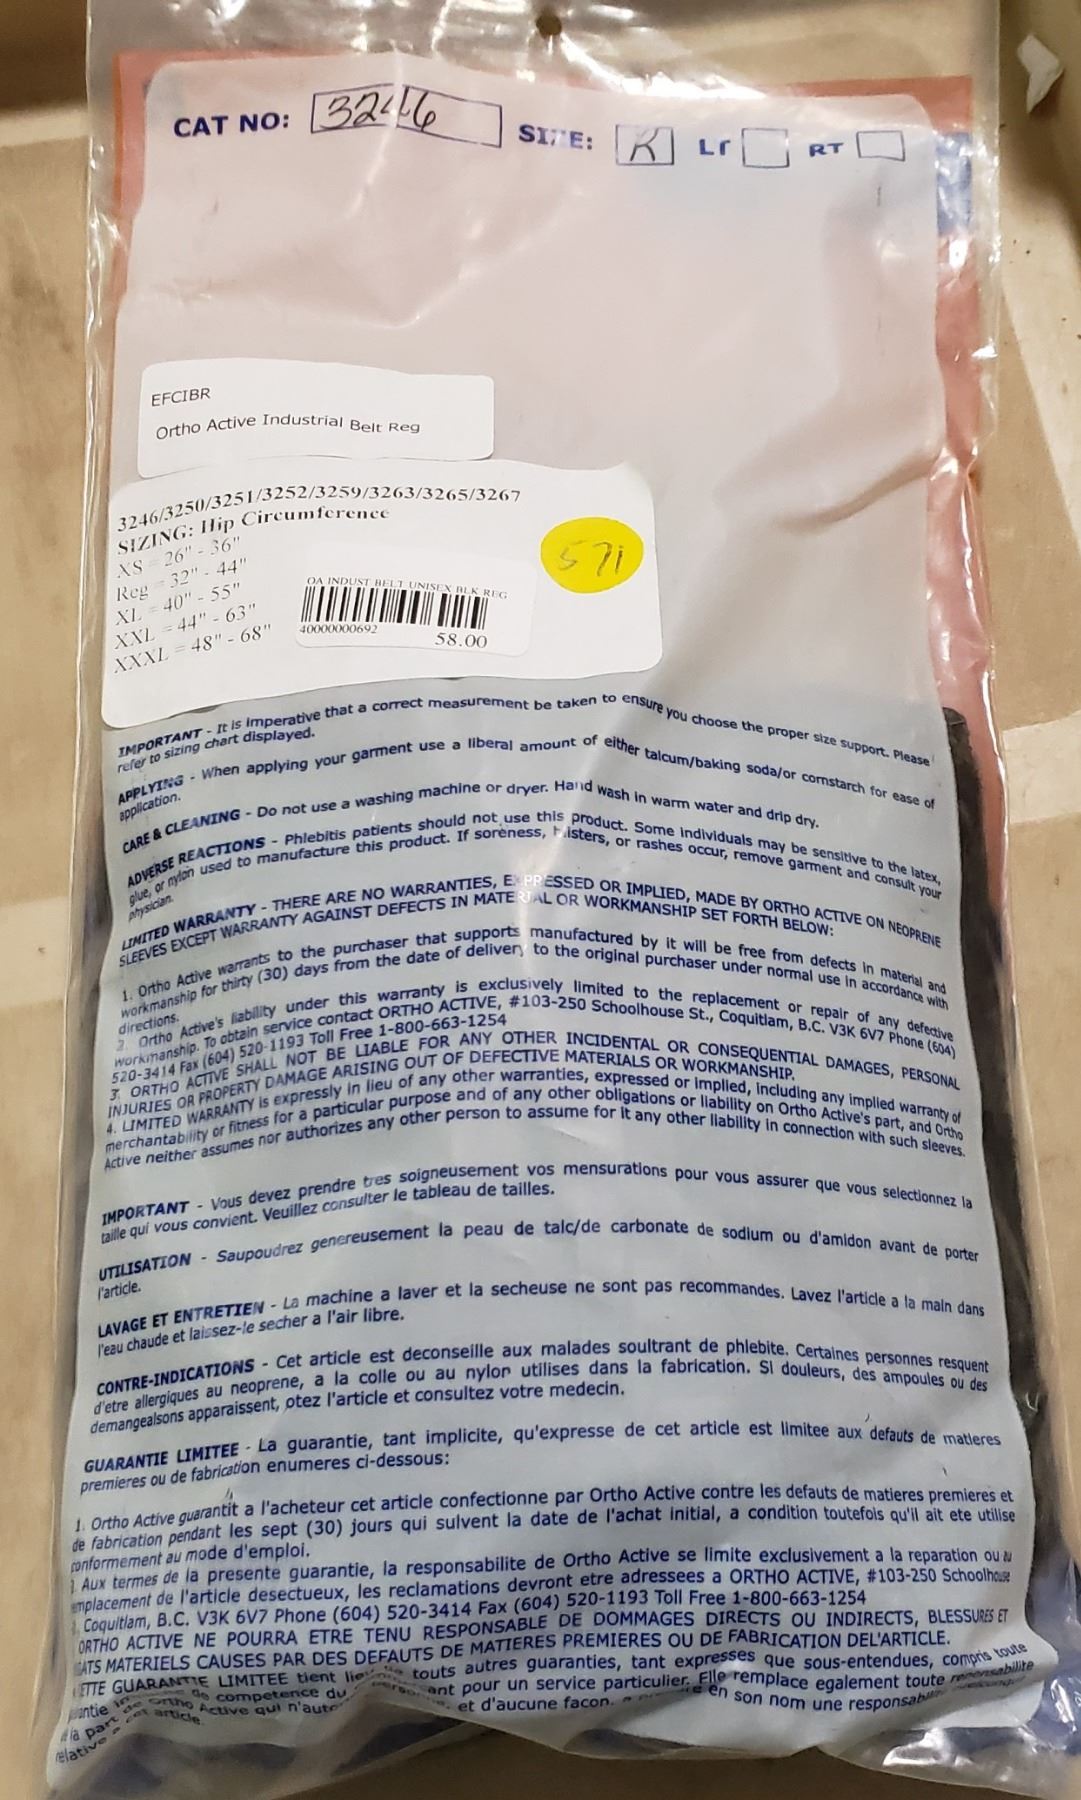 CAT NO: 3246 SIZE: R LT RT
EFCIBR
Ortho Active Industrial Belt Reg
3246/3250/3251/3252/3259/3263/3265/3267
SIZING: Hip Circumference
XS = 26" - 36"
Reg = 32" - 44"
XL = 40" - 55"
XXL = 44" - 63"
XXXL = 48" - 68"
OA INDUST BELT UNISEX BLK REG
40000000692
58.00
571
IMPORTANT - It is imperative that a correct measurement be taken to ensure you choose the proper size support. Please
refer to sizing chart displayed.
APPLYING - When applying your garment use a liberal amount of either talcum/baking soda/or cornstarch for ease of
application.
CARE & CLEANING - Do not use a washing machine or dryer. Hand wash in warm water and drip dry.
ADVERSE REACTIONS - Phlebitis patients should not use this product. Some individuals may be sensitive to the latex,
glue, or nylon used to manufacture this product. If soreness, blisters, or rashes occur, remove garment and consult your
physician.
LIMITED WARRANTY - THERE ARE NO WARRANTIES, EXPRESSED OR IMPLIED, MADE BY ORTHO ACTIVE ON NEOPRENE
SLEEVES EXCEPT WARRANTY AGAINST DEFECTS IN MATERIAL OR WORKMANSHIP SET FORTH BELOW:
1. Ortho Active warrants to the purchaser that supports manufactured by it will be free from defects in material and
workmanship for thirty (30) days from the date of delivery to the original purchaser under normal use in accordance with
directions.
2. Ortho Active's liability under this warranty is exclusively limited to the replacement or repair of any defective
workmanship. To obtain service contact ORTHO ACTIVE, #103-250 Schoolhouse St., Coquitlam, B.C. V3K 6V7 Phone (604)
520-3414 Fax (604) 520-1193 Toll Free 1-800-663-1254
3. ORTHO ACTIVE SHALL NOT BE LIABLE FOR ANY OTHER INCIDENTAL OR CONSEQUENTIAL DAMAGES, PERSONAL
INJURIES OR PROPERTY DAMAGE ARISING OUT OF DEFECTIVE MATERIALS OR WORKMANSHIP.
4. LIMITED WARRANTY is expressly in lieu of any other warranties, expressed or implied, including any implied warranty of
merchantability or fitness for a particular purpose and of any other obligations or liability on Ortho Active's part, and Ortho
Active neither assumes nor authorizes any other person to assume for it any other liability in connection with such sleeves.
IMPORTANT - Vous devez prendre tres soigneusement vos mensurations pour vous assurer que vous selectionnez la
taille qui vous convient. Veuillez consulter le tableau de tailles.
UTILISATION - Saupoudrez genereusement la peau de talc/de carbonate de sodium ou d'amidon avant de porter
l'article.
LAVAGE ET ENTRETIEN - La machine a laver et la secheuse ne sont pas recommandes. Lavez l'article a la main dans
l'eau chaude et laissez-le secher a l'air libre.
CONTRE-INDICATIONS - Cet article est deconseille aux malades soultrant de phlebite. Certaines personnes resquent
d'etre allergiques au neoprene, a la colle ou au nylon utilises dans la fabrication. Si douleurs, des ampoules ou des
demangealsons apparaissent, otez l'article et consultez votre medecin.
GUARANTIE LIMITEE - La guarantie, tant implicite, qu'expresse de cet article est limitee aux defauts de matieres
premieres ou de fabrication enumeres ci-dessous:
1. Ortho Active guarantit a l'acheteur cet article confectionne par Ortho Active contre les defauts de matieres premieres et
de fabrication pendant les sept (30) jours qui suivent la date de l'achat initial, a condition toutefois qu'il ait ete utilise
conformement au mode d'emploi.
Aux termes de la presente guarantie, la responsabilite de Ortho Active se limite exclusivement a la reparation ou au
emplacement de l'article desectueux, les reclamations devront etre adressees a ORTHO ACTIVE, #103-250 Schoolhouse
Coquitlam, B.C. V3K 6V7 Phone (604) 520-3414 Fax (604) 520-1193 Toll Free 1-800-663-1254
ORTHO ACTIVE NE POURRA ETRE TENU RESPONSABLE DE DOMMAGES DIRECTS OU INDIRECTS, BLESSURES ET
GATS MATERIELS CAUSES PAR DES DEFAUTS DE MATIERES PREMIERES OU DE FABRICATION DEL'ARTICLE.
ETTE GUARANTIE LIMITEE tient lieu touts autres guaranties, tant expresses que sous-entendues, compris toute
de competence du ant pour un service particulier. Elle remplace egalement toute
a la part de Ortho Active qui n'auto et d'aucune facon, en son nom une
relative a cet article.